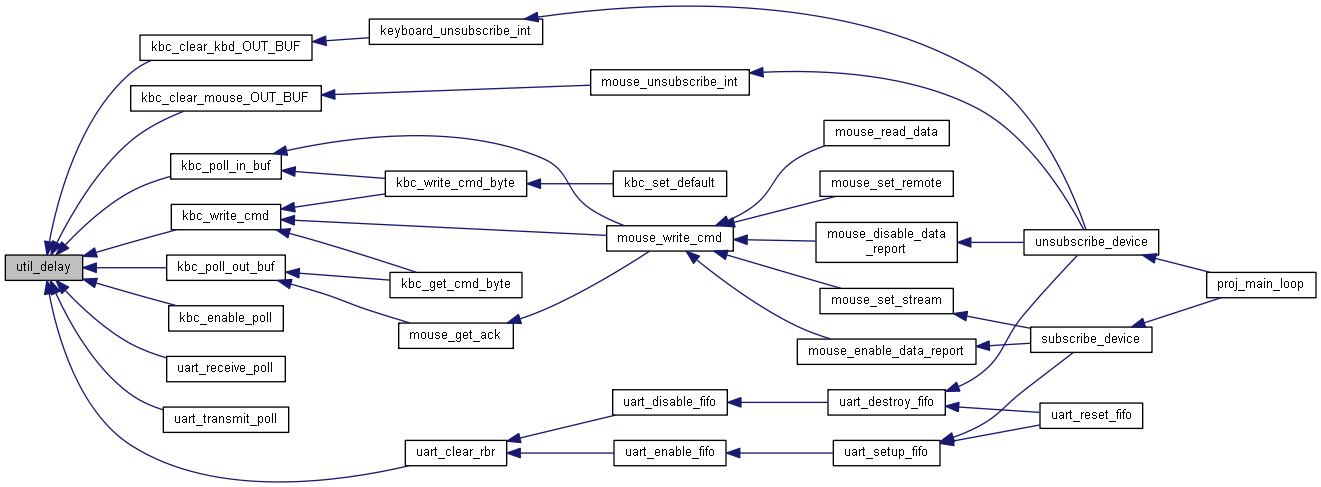 util_delay
kbc_clear_kbd_OUT_BUF
keyboard_unsubscribe_int
kbc_clear_mouse_OUT_BUF
mouse_unsubscribe_int
kbc_poll_in_buf
kbc_write_cmd_byte
kbc_set_default
kbc_write_cmd
mouse_write_cmd
mouse_read_data
mouse_set_remote
mouse_disable_data
_report
unsubscribe_device
kbc_poll_out_buf
kbc_get_cmd_byte
proj_main_loop
mouse_set_stream
kbc_enable_poll
mouse_get_ack
subscribe_device
mouse_enable_data_report
uart_receive_poll
uart_transmit_poll
uart_disable_fifo
uart_destroy_fifo
uart_reset_fifo
uart_clear_rbr
uart_enable_fifo
uart_setup_fifo